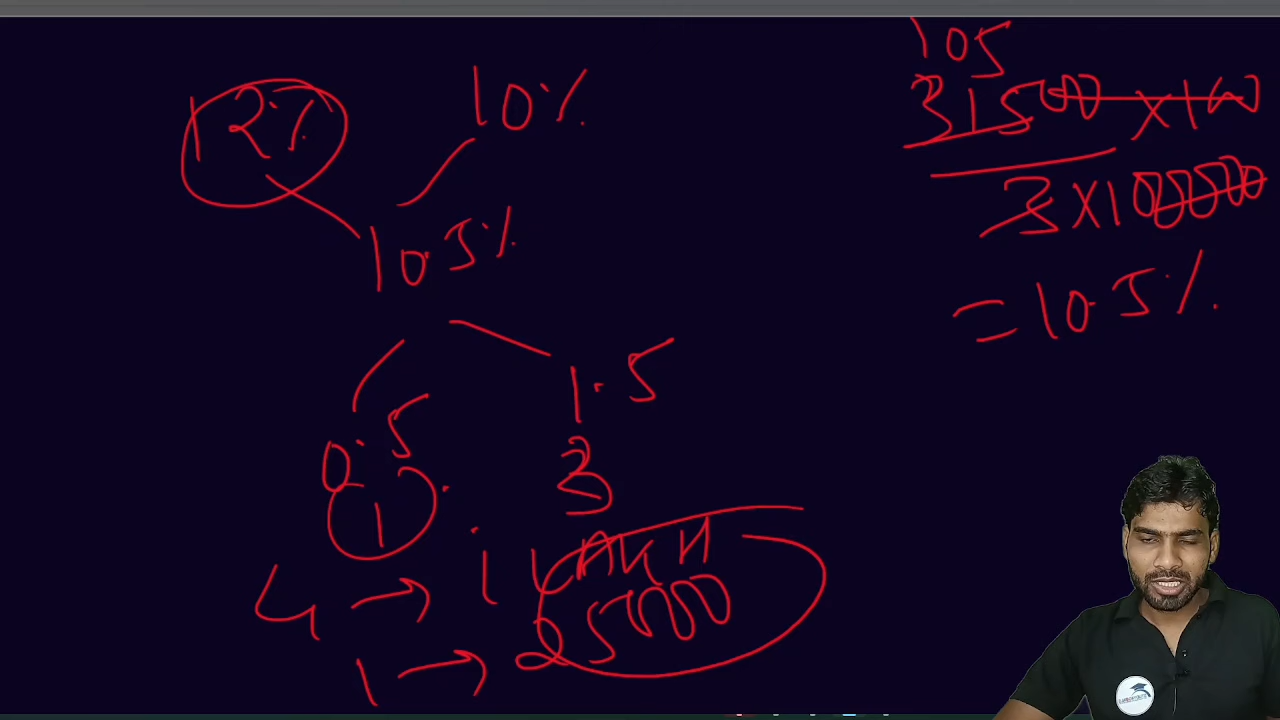 12%
10%
10.5%
0.5
1.5
1 : 3
4 → 1 LAKH
1 → 25000
105
31500 × 100
3 × 100000
= 10.5%